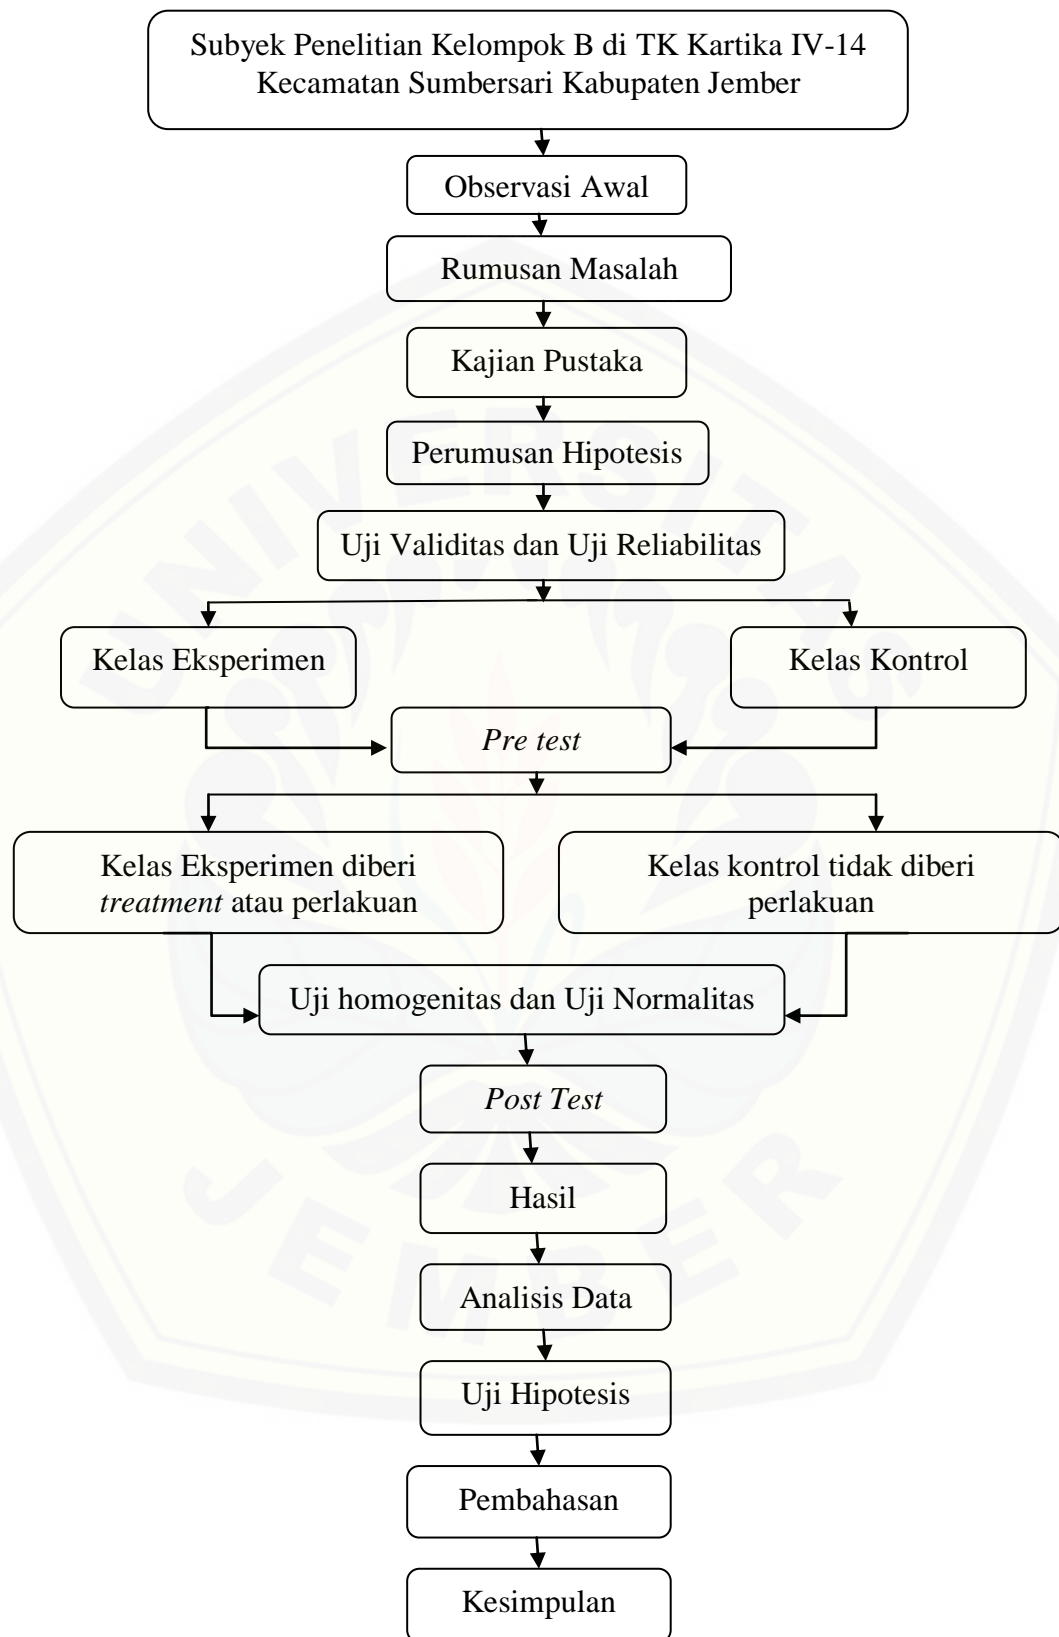 Subyek Penelitian Kelompok B di TK Kartika IV-14
Kecamatan Sumbersari Kabupaten Jember
Observasi Awal
Rumusan Masalah
Kajian Pustaka
Perumusan Hipotesis
Uji Validitas dan Uji Reliabilitas
Kelas Eksperimen
Kelas Kontrol
Pre test
Kelas Eksperimen diberi
treatment atau perlakuan
Kelas kontrol tidak diberi
perlakuan
Uji homogenitas dan Uji Normalitas
Post Test
Hasil
Analisis Data
Uji Hipotesis
Pembahasan
Kesimpulan
UNIVERSITAS
JEMBER